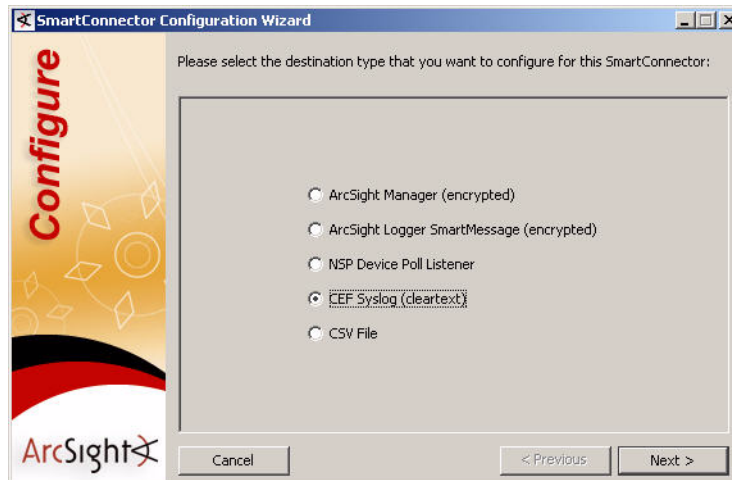 SmartConnector Configuration Wizard
Configure
Please select the destination type that you want to configure for this SmartConnector:
ArcSight Manager (encrypted)
ArcSight Logger SmartMessage (encrypted)
NSP Device Poll Listener
CEF Syslog (cleartext)
CSV File
ArcSight
Cancel
< Previous
Next >